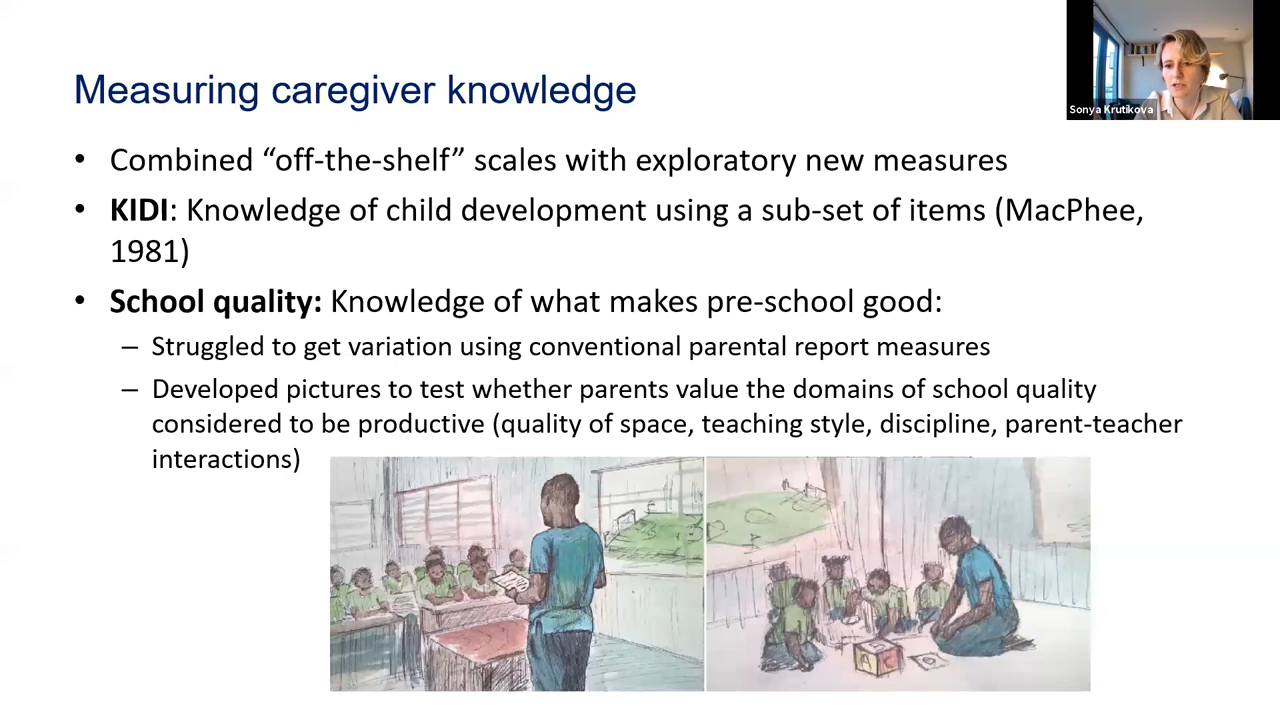 Measuring caregiver knowledge
Sonya Krutikova
• Combined “off-the-shelf” scales with exploratory new measures
• KIDI: Knowledge of child development using a sub-set of items (MacPhee,
1981)
• School quality: Knowledge of what makes pre-school good:
– Struggled to get variation using conventional parental report measures
– Developed pictures to test whether parents value the domains of school quality
considered to be productive (quality of space, teaching style, discipline, parent-teacher
interactions)
A C